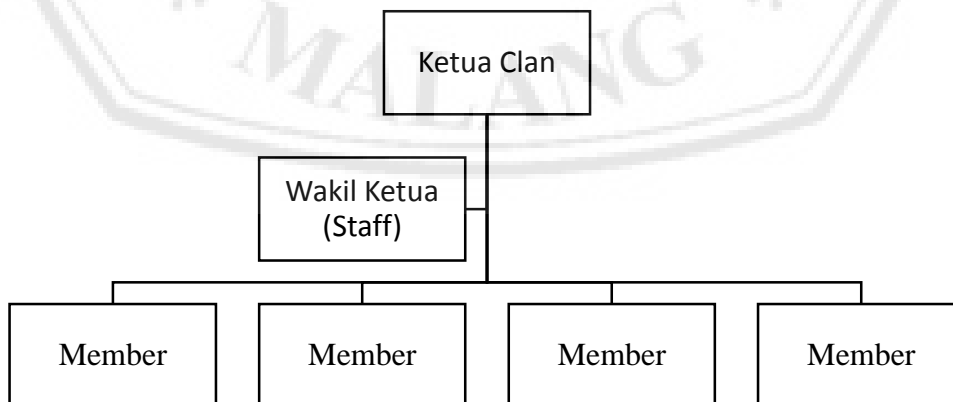 MALANG
Ketua Clan
Wakil Ketua
(Staff)
Member
Member
Member
Member